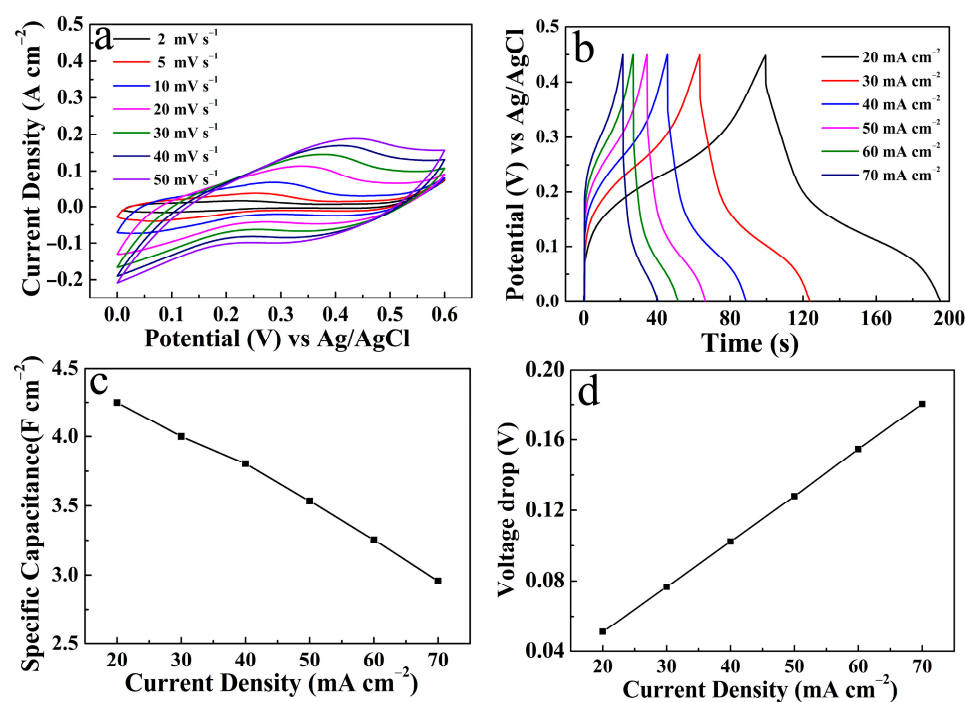 a
2 mV s⁻¹
5 mV s⁻¹
10 mV s⁻¹
20 mV s⁻¹
30 mV s⁻¹
40 mV s⁻¹
50 mV s⁻¹
0.5
0.4
0.3
0.2
0.1
0.0
−0.1
−0.2
Current Density (A cm⁻²)
0.0 0.1 0.2 0.3 0.4 0.5 0.6
Potential (V) vs Ag/AgCl
b
20 mA cm⁻²
30 mA cm⁻²
40 mA cm⁻²
50 mA cm⁻²
60 mA cm⁻²
70 mA cm⁻²
0.5
0.4
0.3
0.2
0.1
0.0
Potential (V) vs Ag/AgCl
0 40 80 120 160 200
Time (s)
c
4.5
4.0
3.5
3.0
2.5
Specific Capacitance(F cm⁻²)
20 30 40 50 60 70
Current Density (mA cm⁻²)
d
0.20
0.16
0.12
0.08
0.04
Voltage drop (V)
20 30 40 50 60 70
Current Density (mA cm⁻²)